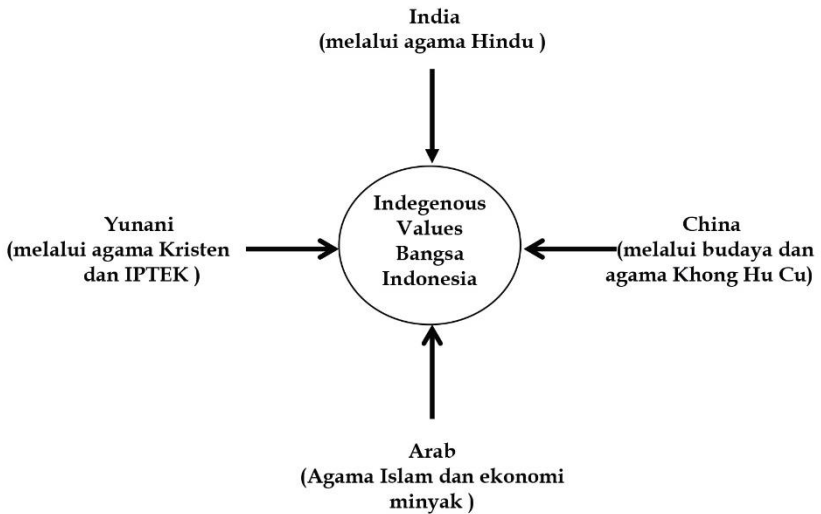 India
(melalui agama Hindu )
Indegenous
Values
Bangsa
Indonesia
Yunani
(melalui agama Kristen
dan IPTEK )
China
(melalui budaya dan
agama Khong Hu Cu)
Arab
(Agama Islam dan ekonomi
minyak )